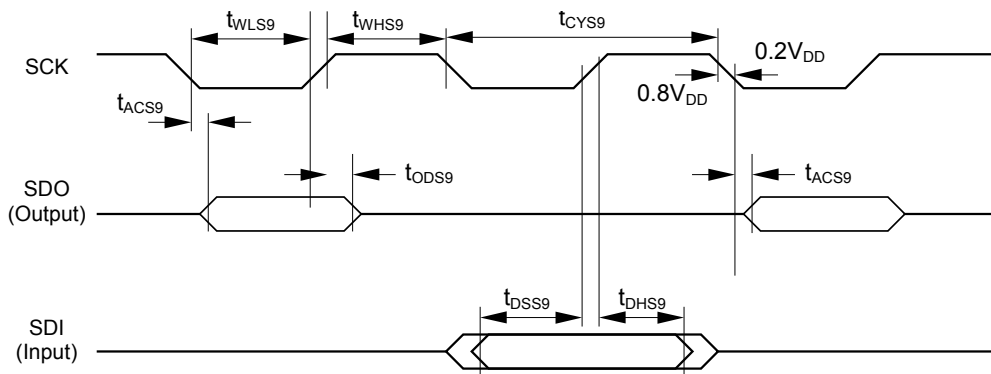 tWLS9 tWHS9 tCYS9
SCK
0.2VDD
0.8VDD
tACS9
SDO
(Output)
tODS9
tACS9
SDI
(Input)
tDSS9 tDHS9